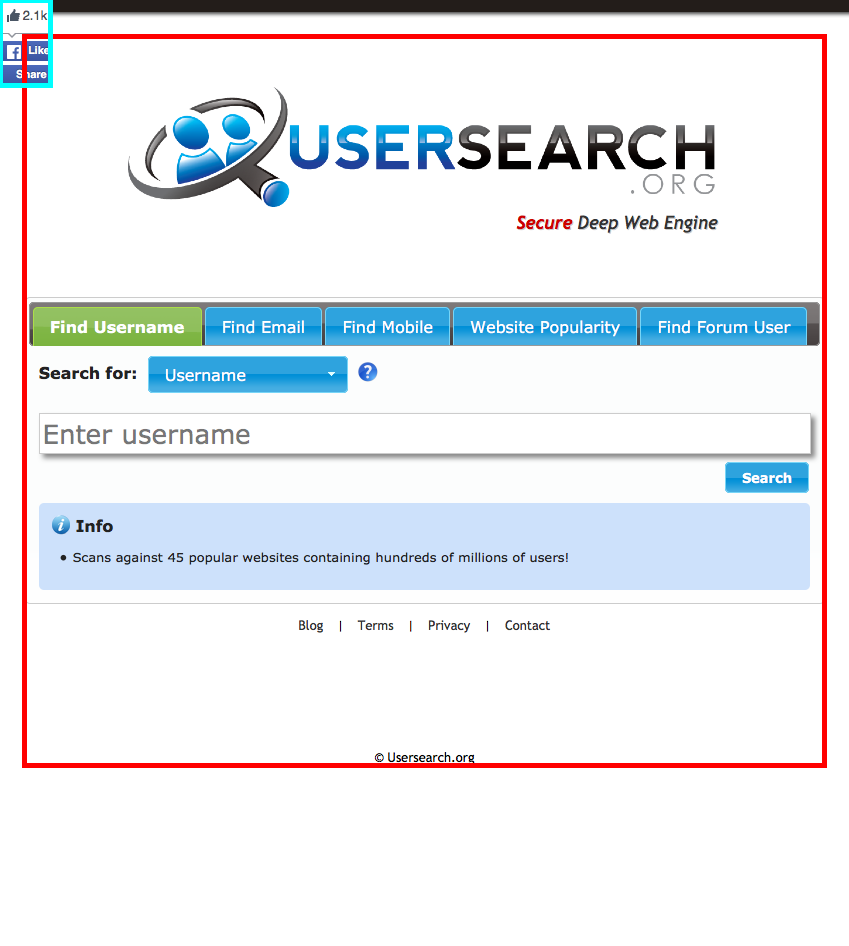 2.1k
Like
Share
USERSEARCH
.ORG
Secure Deep Web Engine
Find Username Find Email Find Mobile Website Popularity Find Forum User
Search for: Username ?
Enter username
Search
i Info
• Scans against 45 popular websites containing hundreds of millions of users!
Blog | Terms | Privacy | Contact
© Usersearch.org